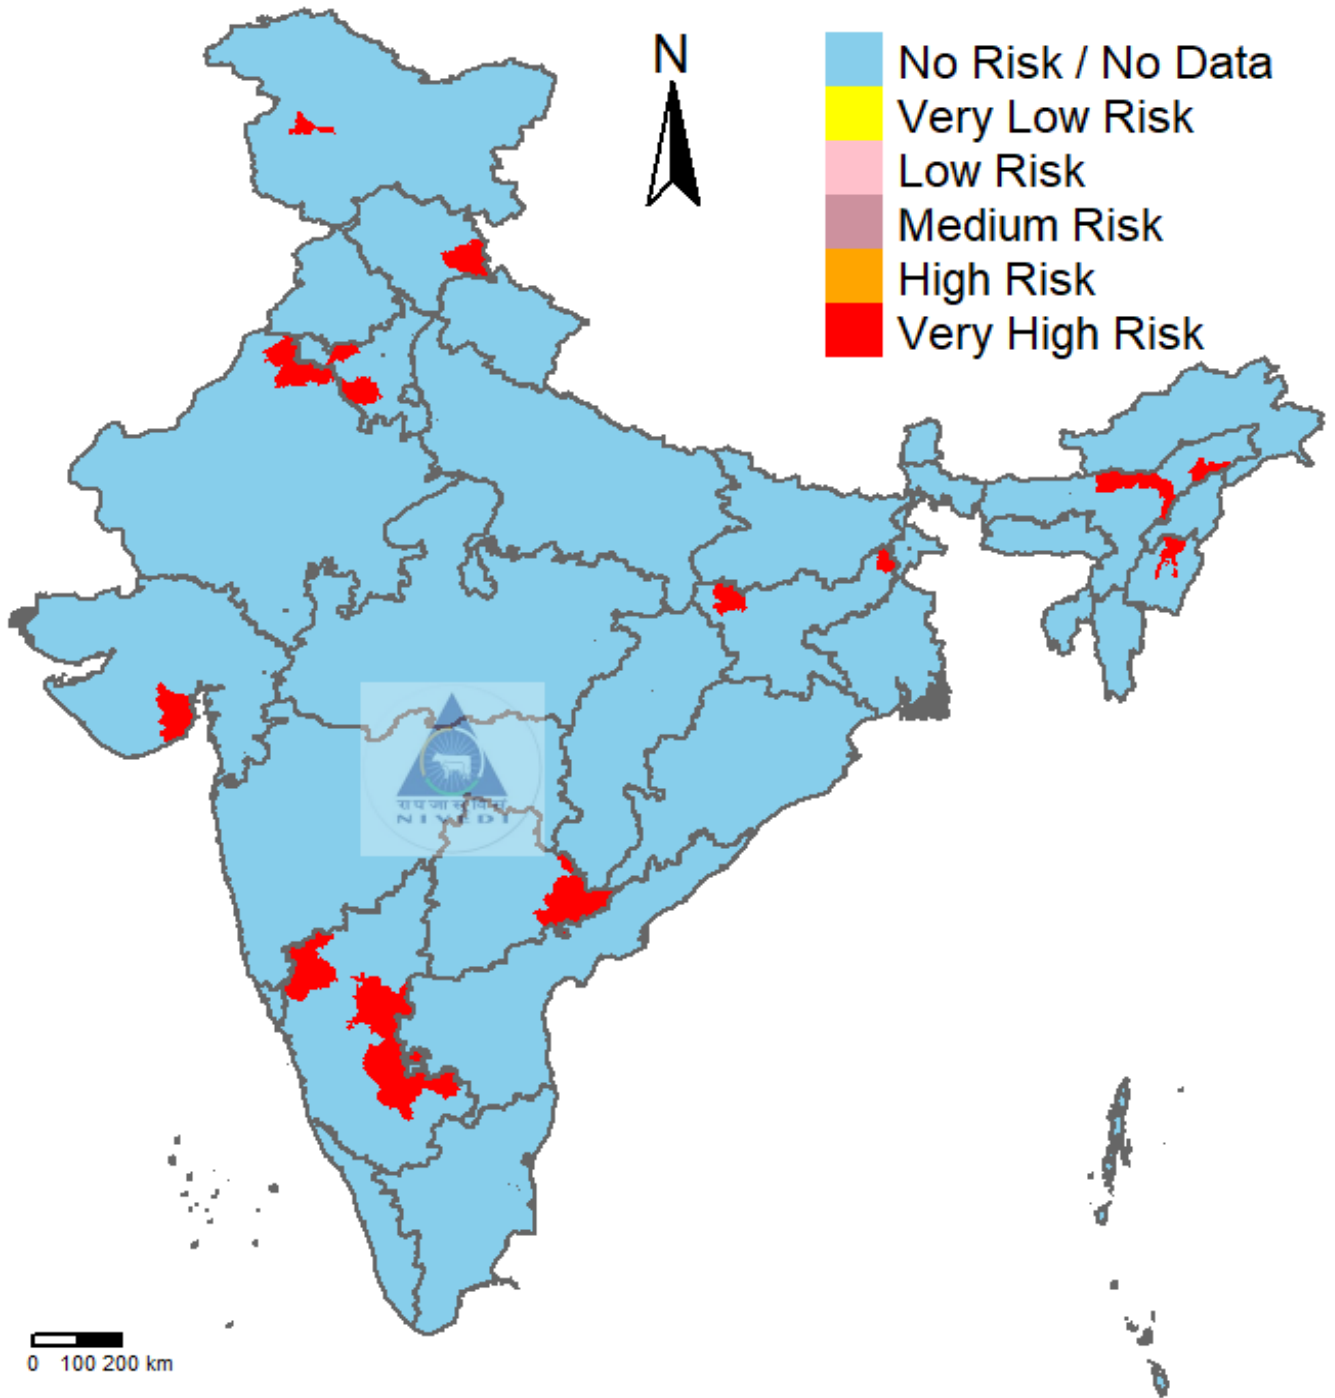 N
No Risk / No Data
Very Low Risk
Low Risk
Medium Risk
High Risk
Very High Risk
NIVEDI
0 100 200 km